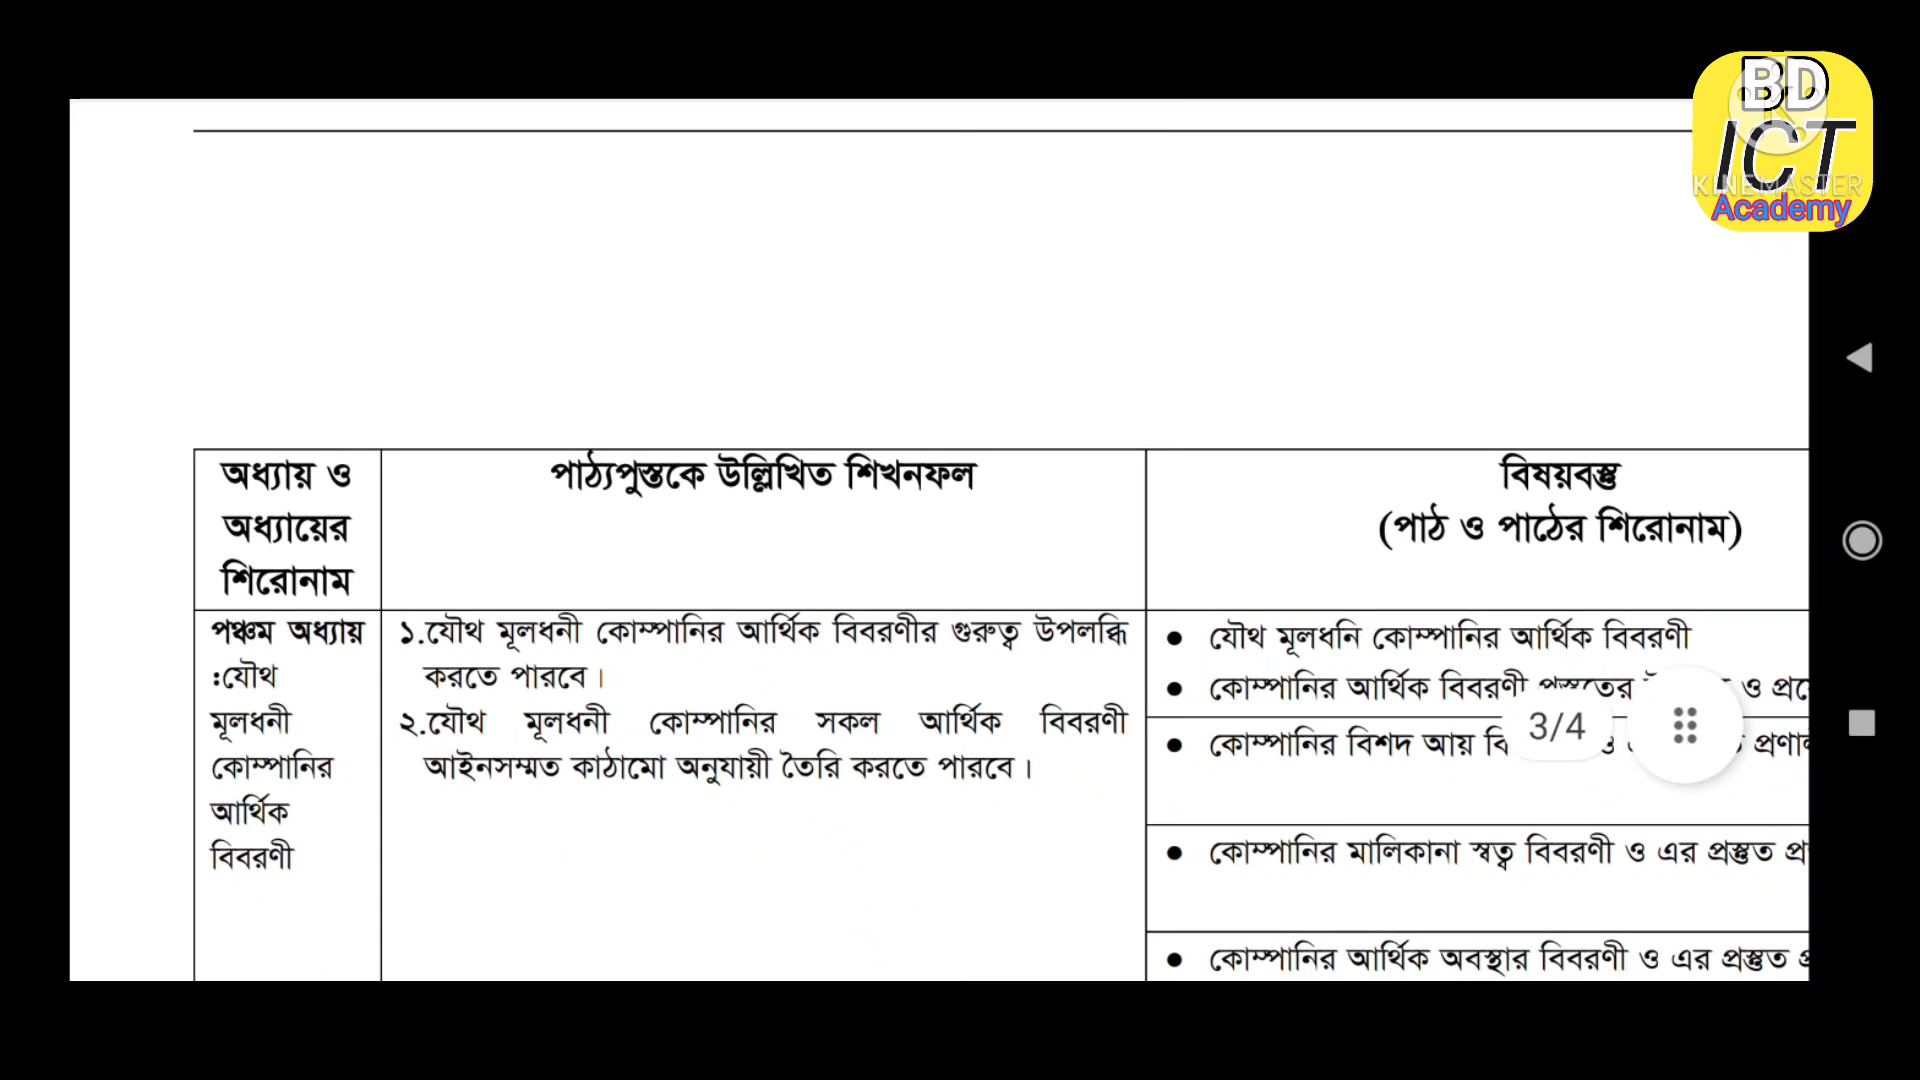 BD
ICT
KINEMASTER
Academy
অধ্যায় ও
অধ্যায়ের
শিরোনাম
পাঠ্যপুস্তকে উল্লিখিত শিখনফল
বিষয়বস্তু
(পাঠ ও পাঠের শিরোনাম)
পঞ্চম অধ্যায়
:যৌথ
মূলধনী
কোম্পানির
আর্থিক
বিবরণী
১.যৌথ মূলধনী কোম্পানির আর্থিক বিবরণীর গুরুত্ব উপলব্ধি
করতে পারবে।
২.যৌথ মূলধনী কোম্পানির সকল আর্থিক বিবরণী
আইনসম্মত কাঠামো অনুযায়ী তৈরি করতে পারবে।
● যৌথ মূলধনি কোম্পানির আর্থিক বিবরণী
● কোম্পানির আর্থিক বিবরণী ও
● কোম্পানির বিশদ আয়
● কোম্পানির মালিকানা স্বত্ব বিবরণী ও এর প্রস্তুত
● কোম্পানির আর্থিক অবস্থার বিবরণী ও এর প্রস্তুত
3/4